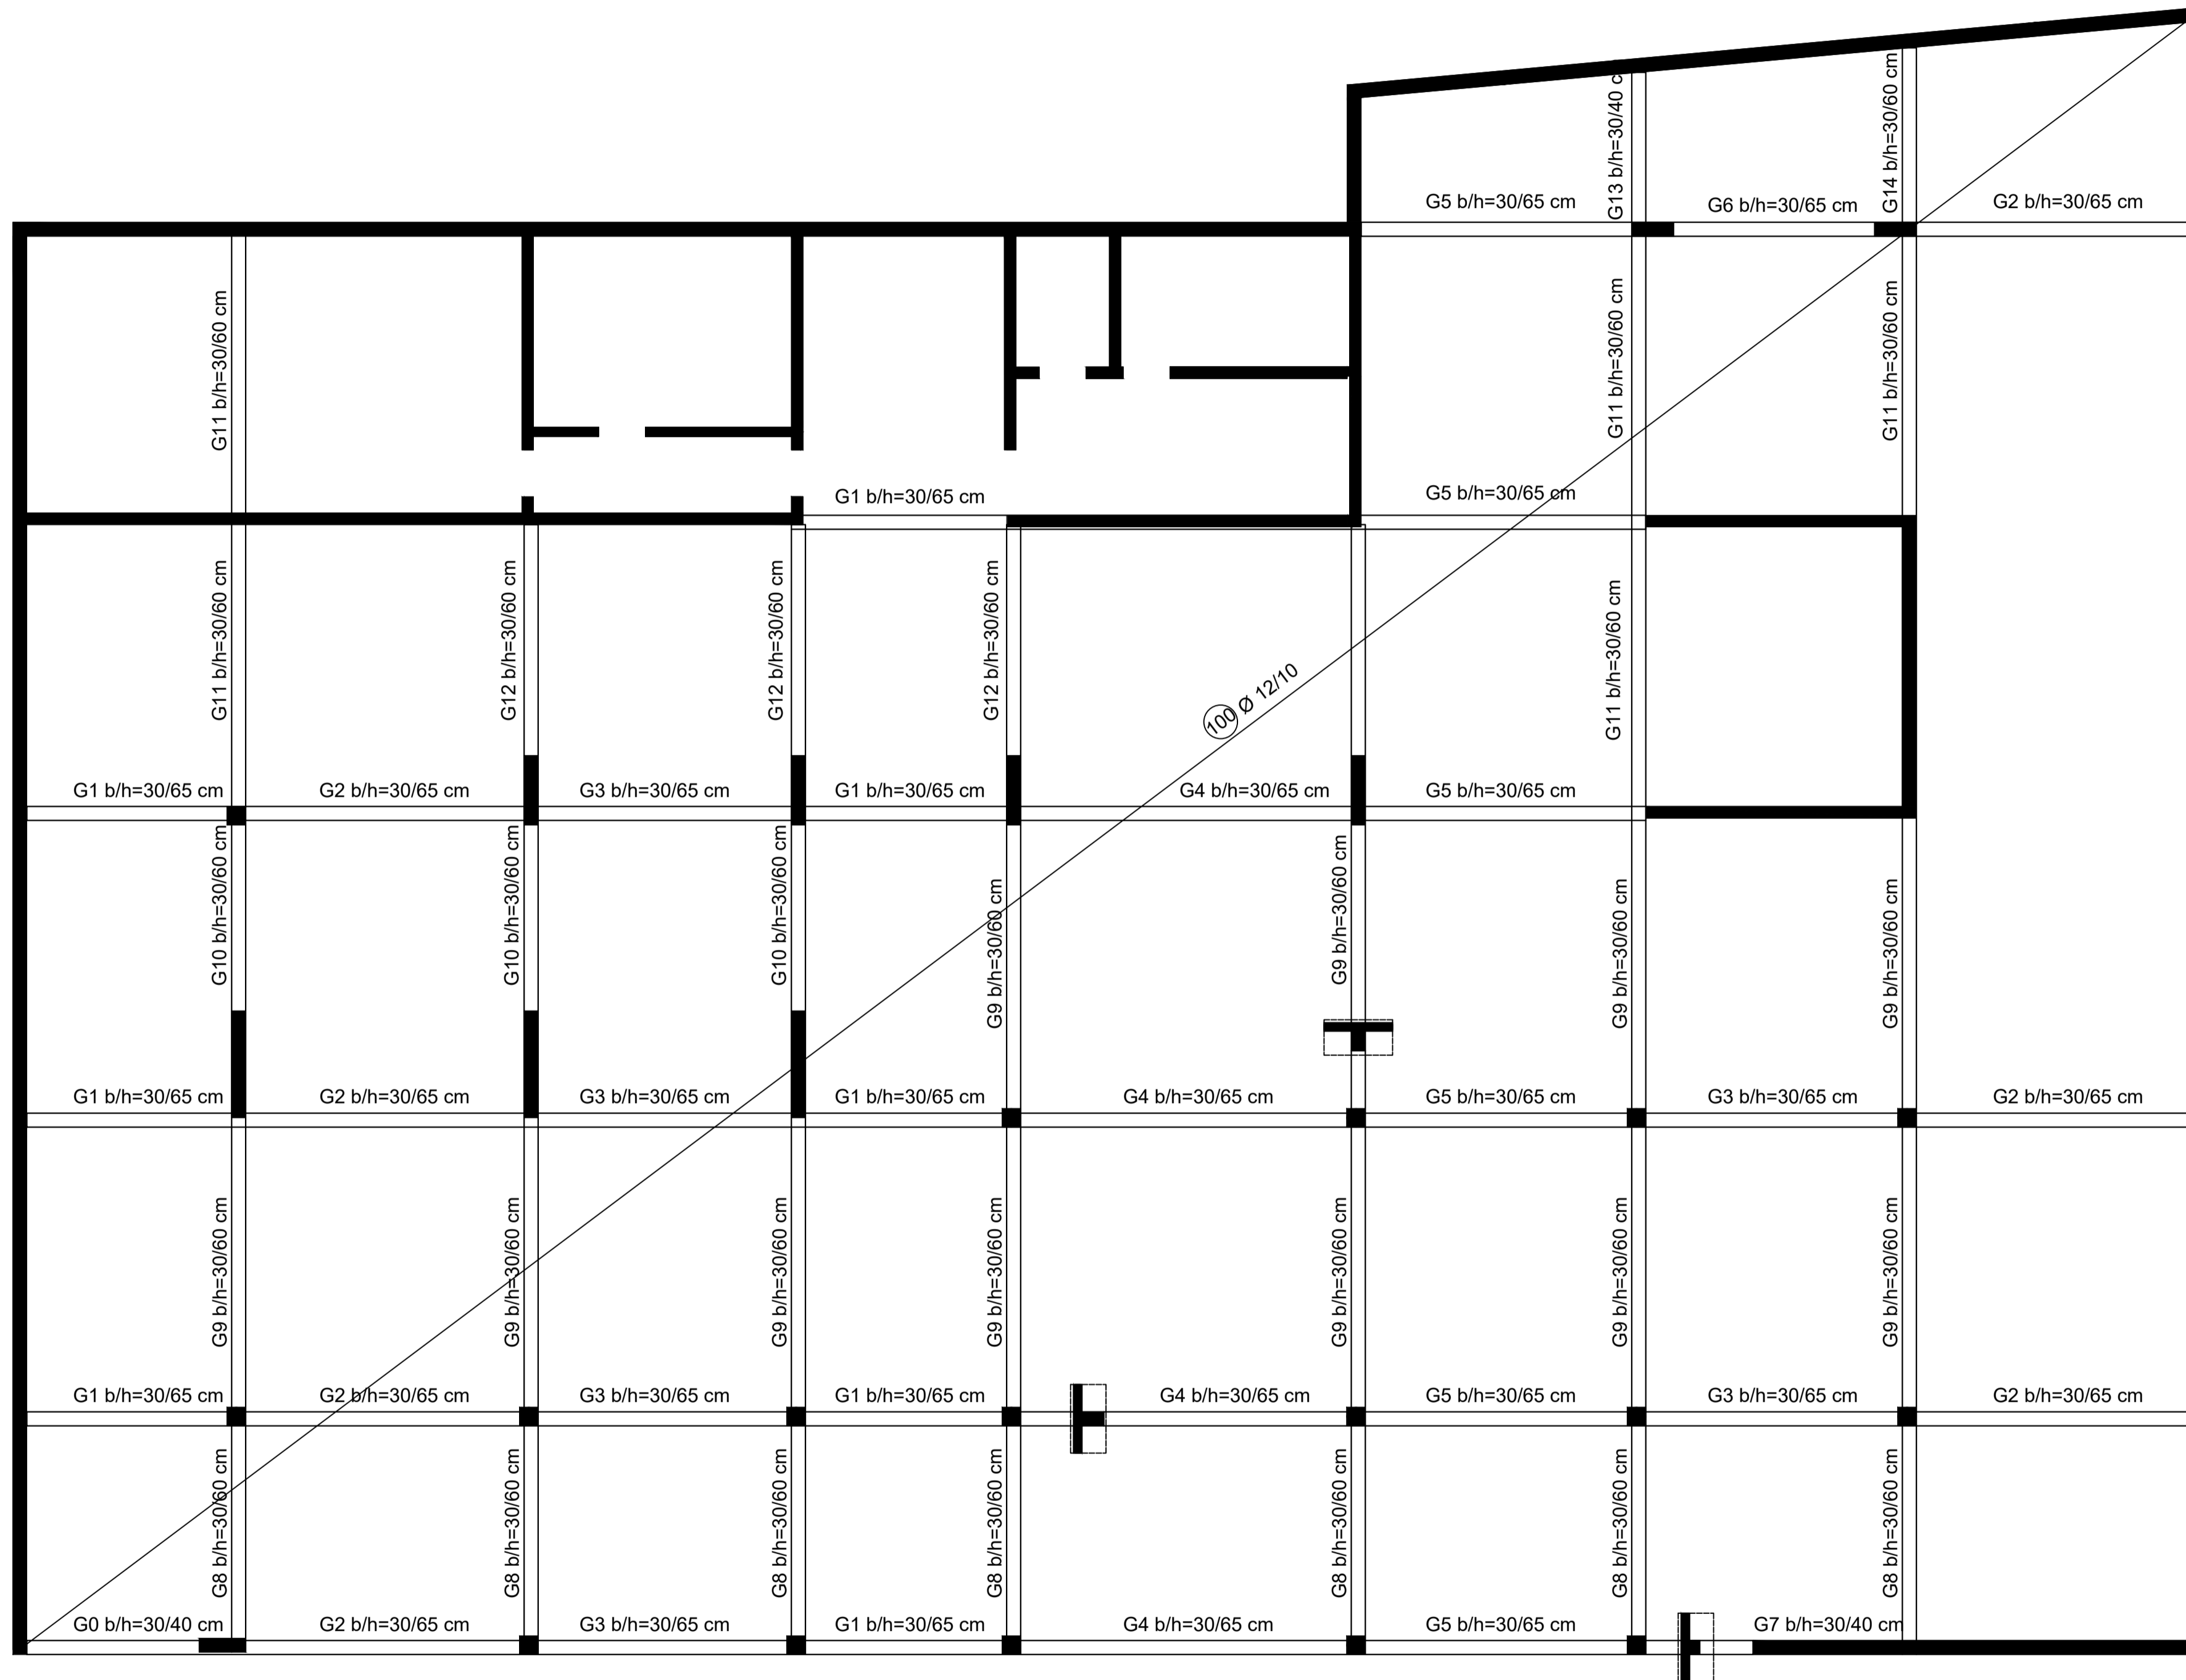 G13 b/h=30/40 c
G14 b/h=30/60 cm
G5 b/h=30/65 cm
G6 b/h=30/65 cm
G2 b/h=30/65 cm
G11 b/h=30/60 cm
G11 b/h=30/60 cm
G11 b/h=30/60 cm
G1 b/h=30/65 cm
G5 b/h=30/65 cm
G11 b/h=30/60 cm
G12 b/h=30/60 cm
G12 b/h=30/60 cm
G12 b/h=30/60 cm
G11 b/h=30/60 cm
100 Ø 12/10
G1 b/h=30/65 cm
G2 b/h=30/65 cm
G3 b/h=30/65 cm
G1 b/h=30/65 cm
G4 b/h=30/65 cm
G5 b/h=30/65 cm
G10 b/h=30/60 cm
G10 b/h=30/60 cm
G10 b/h=30/60 cm
G9 b/h=30/60 cm
G9 b/h=30/60 cm
G9 b/h=30/60 cm
G9 b/h=30/60 cm
G1 b/h=30/65 cm
G2 b/h=30/65 cm
G3 b/h=30/65 cm
G1 b/h=30/65 cm
G4 b/h=30/65 cm
G5 b/h=30/65 cm
G3 b/h=30/65 cm
G2 b/h=30/65 cm
G9 b/h=30/60 cm
G9 b/h=30/60 cm
G9 b/h=30/60 cm
G9 b/h=30/60 cm
G9 b/h=30/60 cm
G9 b/h=30/60 cm
G9 b/h=30/60 cm
G1 b/h=30/65 cm
G2 b/h=30/65 cm
G3 b/h=30/65 cm
G1 b/h=30/65 cm
G4 b/h=30/65 cm
G5 b/h=30/65 cm
G3 b/h=30/65 cm
G2 b/h=30/65 cm
G8 b/h=30/60 cm
G8 b/h=30/60 cm
G8 b/h=30/60 cm
G8 b/h=30/60 cm
G8 b/h=30/60 cm
G8 b/h=30/60 cm
G8 b/h=30/60 cm
G0 b/h=30/40 cm
G2 b/h=30/65 cm
G3 b/h=30/65 cm
G1 b/h=30/65 cm
G4 b/h=30/65 cm
G5 b/h=30/65 cm
G7 b/h=30/40 cm